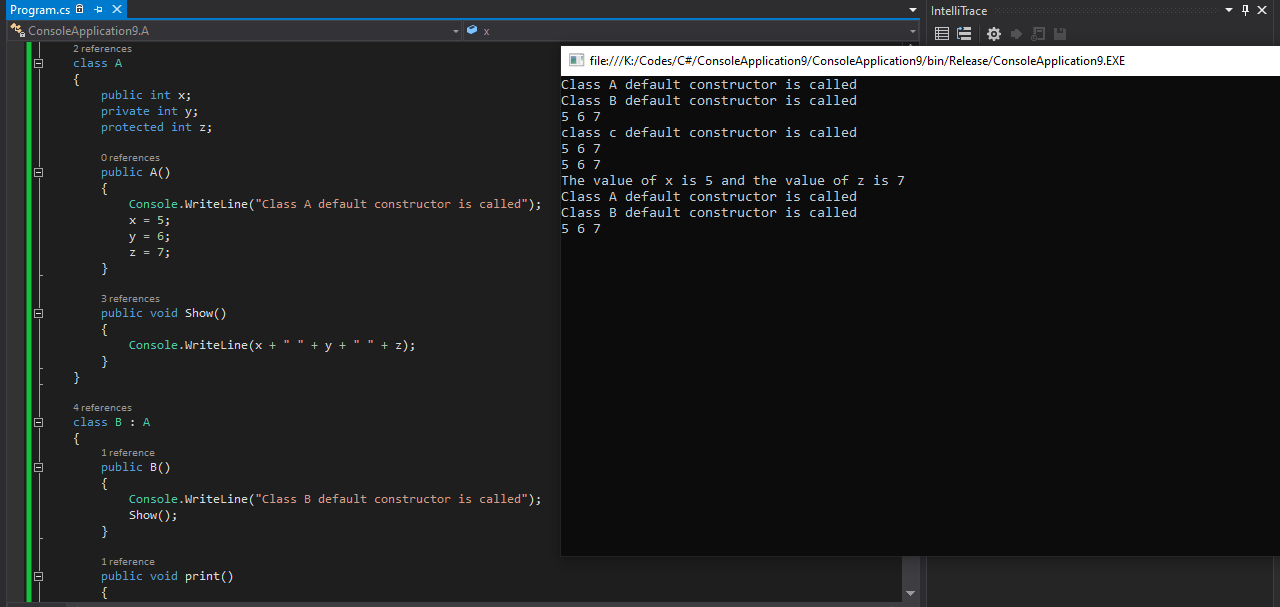 Program.cs
IntelliTrace
ConsoleApplication9.A
x
2 references
class A
{
public int x;
private int y;
protected int z;
0 references
public A()
{
Console.WriteLine("Class A default constructor is called");
x = 5;
y = 6;
z = 7;
}
3 references
public void Show()
{
Console.WriteLine(x + " " + y + " " + z);
}
}
4 references
class B : A
{
1 reference
public B()
{
Console.WriteLine("Class B default constructor is called");
Show();
}
1 reference
public void print()
{
file:///K:/Codes/C#/ConsoleApplication9/ConsoleApplication9/bin/Release/ConsoleApplication9.EXE
Class A default constructor is called
Class B default constructor is called
5 6 7
class c default constructor is called
5 6 7
5 6 7
The value of x is 5 and the value of z is 7
Class A default constructor is called
Class B default constructor is called
5 6 7